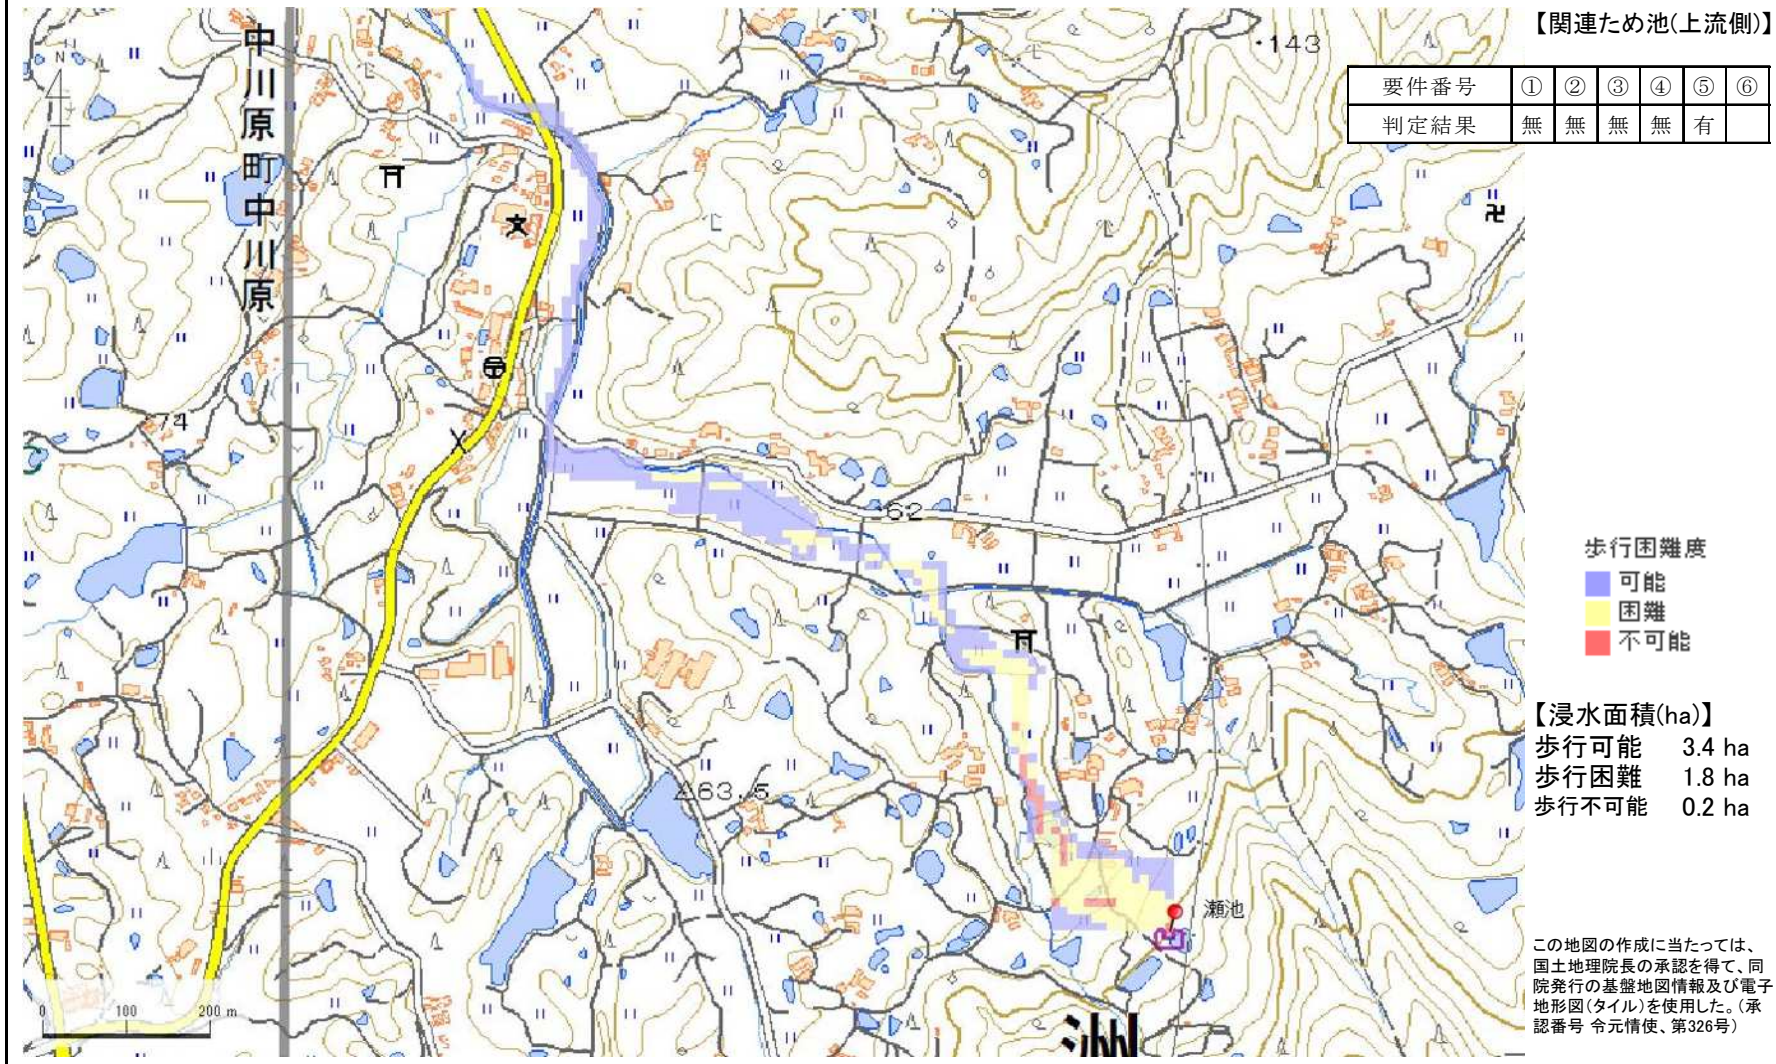 【関連ため池(上流側)】
要件番号 ① ② ③ ④ ⑤ ⑥
判定結果 無 無 無 無 有
中川原町中川原
N
・143
74
62
63.5
瀬池
洲
0 100 200 m
歩行困難度
可能
困難
不可能
【浸水面積(ha)】
歩行可能 3.4 ha
歩行困難 1.8 ha
歩行不可能 0.2 ha
この地図の作成に当たっては、
国土地理院長の承認を得て、同
院発行の基盤地図情報及び電子
地形図(タイル)を使用した。(承
認番号 令元情使、第326号)